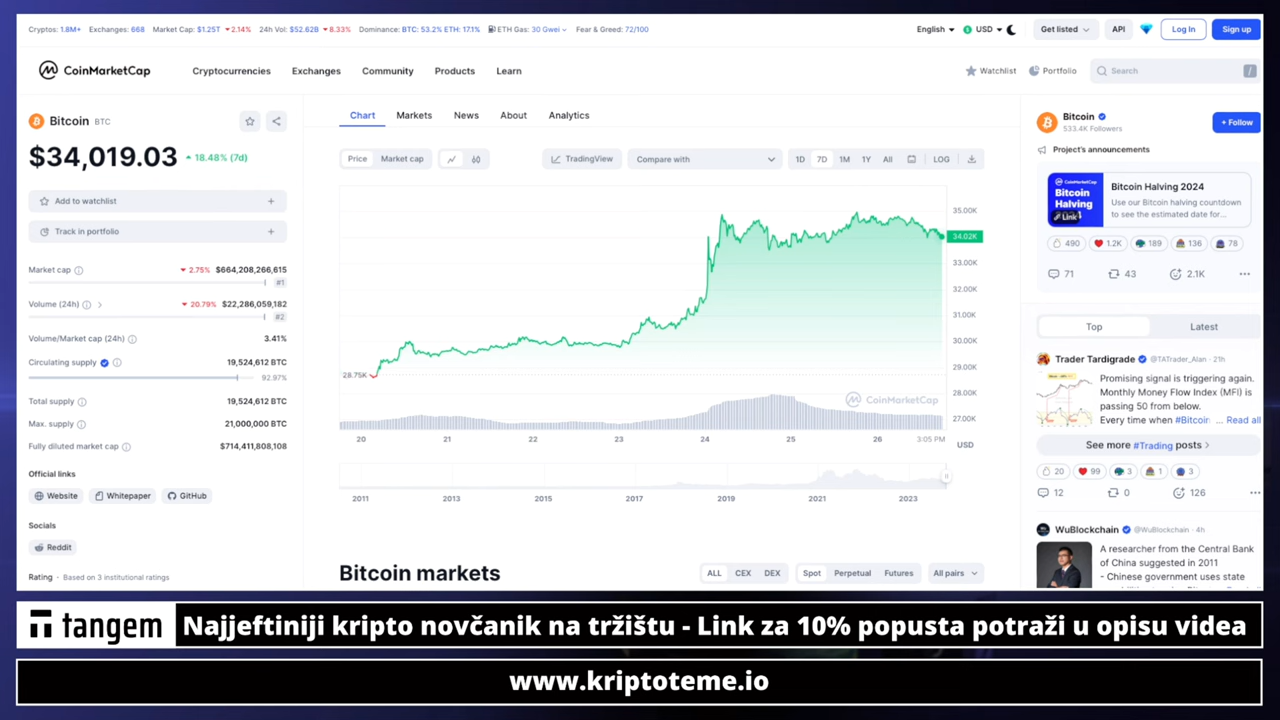 Cryptos: 1.8M+ Exchanges: 668 Market Cap: $1.25T 2.14% 24h Vol: $52.62B 8.33% Dominance: BTC: 53.2% ETH: 17.1% ETH Gas: 30 Gwei Fear & Greed: 72/100
English USD Get listed API Log In Sign up
CoinMarketCap Cryptocurrencies Exchanges Community Products Learn Watchlist Portfolio Search /
Bitcoin BTC
$34,019.03 18.48% (7d)
Add to watchlist +
Track in portfolio +
Market cap 2.75% $664,208,266,615
#1
Volume (24h) 20.79% $22,286,059,182
#2
Volume/Market cap (24h) 3.41%
Circulating supply 19,524,612 BTC
92.97%
Total supply 19,524,612 BTC
Max. supply 21,000,000 BTC
Fully diluted market cap $714,411,808,108
Official links
Website Whitepaper GitHub
Socials
Reddit
Rating · Based on 3 institutional ratings
Chart Markets News About Analytics
Price Market cap TradingView Compare with 1D 7D 1M 1Y All LOG
35.00K
34.02K
33.00K
32.00K
31.00K
30.00K
29.00K
28.75K
28.00K
CoinMarketCap
27.00K
20 21 22 23 24 25 26 3:05 PM USD
2011 2013 2015 2017 2019 2021 2023
Bitcoin markets ALL CEX DEX Spot Perpetual Futures All pairs
Bitcoin
533.4K Followers
+ Follow
Project's announcements
CoinMarketCap
Bitcoin
Halving
Link
Bitcoin Halving 2024
Use our Bitcoin halving countdown
to see the estimated date for...
490 1.2K 189 136 78
71 43 2.1K ...
Top Latest
Trader Tardigrade @TATrader_Alan · 21h
Promising signal is triggering again.
Monthly Money Flow Index (MFI) is
passing 50 from below.
Every time when #Bitcoin ... Read all
See more #Trading posts
20 99 3 1 3
12 0 126 ...
WuBlockchain @WuBlockchain · 4h
A researcher from the Central Bank
of China suggested in 2011
- Chinese government uses state
tangem Najjeftiniji kripto novčanik na tržištu - Link za 10% popusta potraži u opisu videa
www.kriptoteme.io